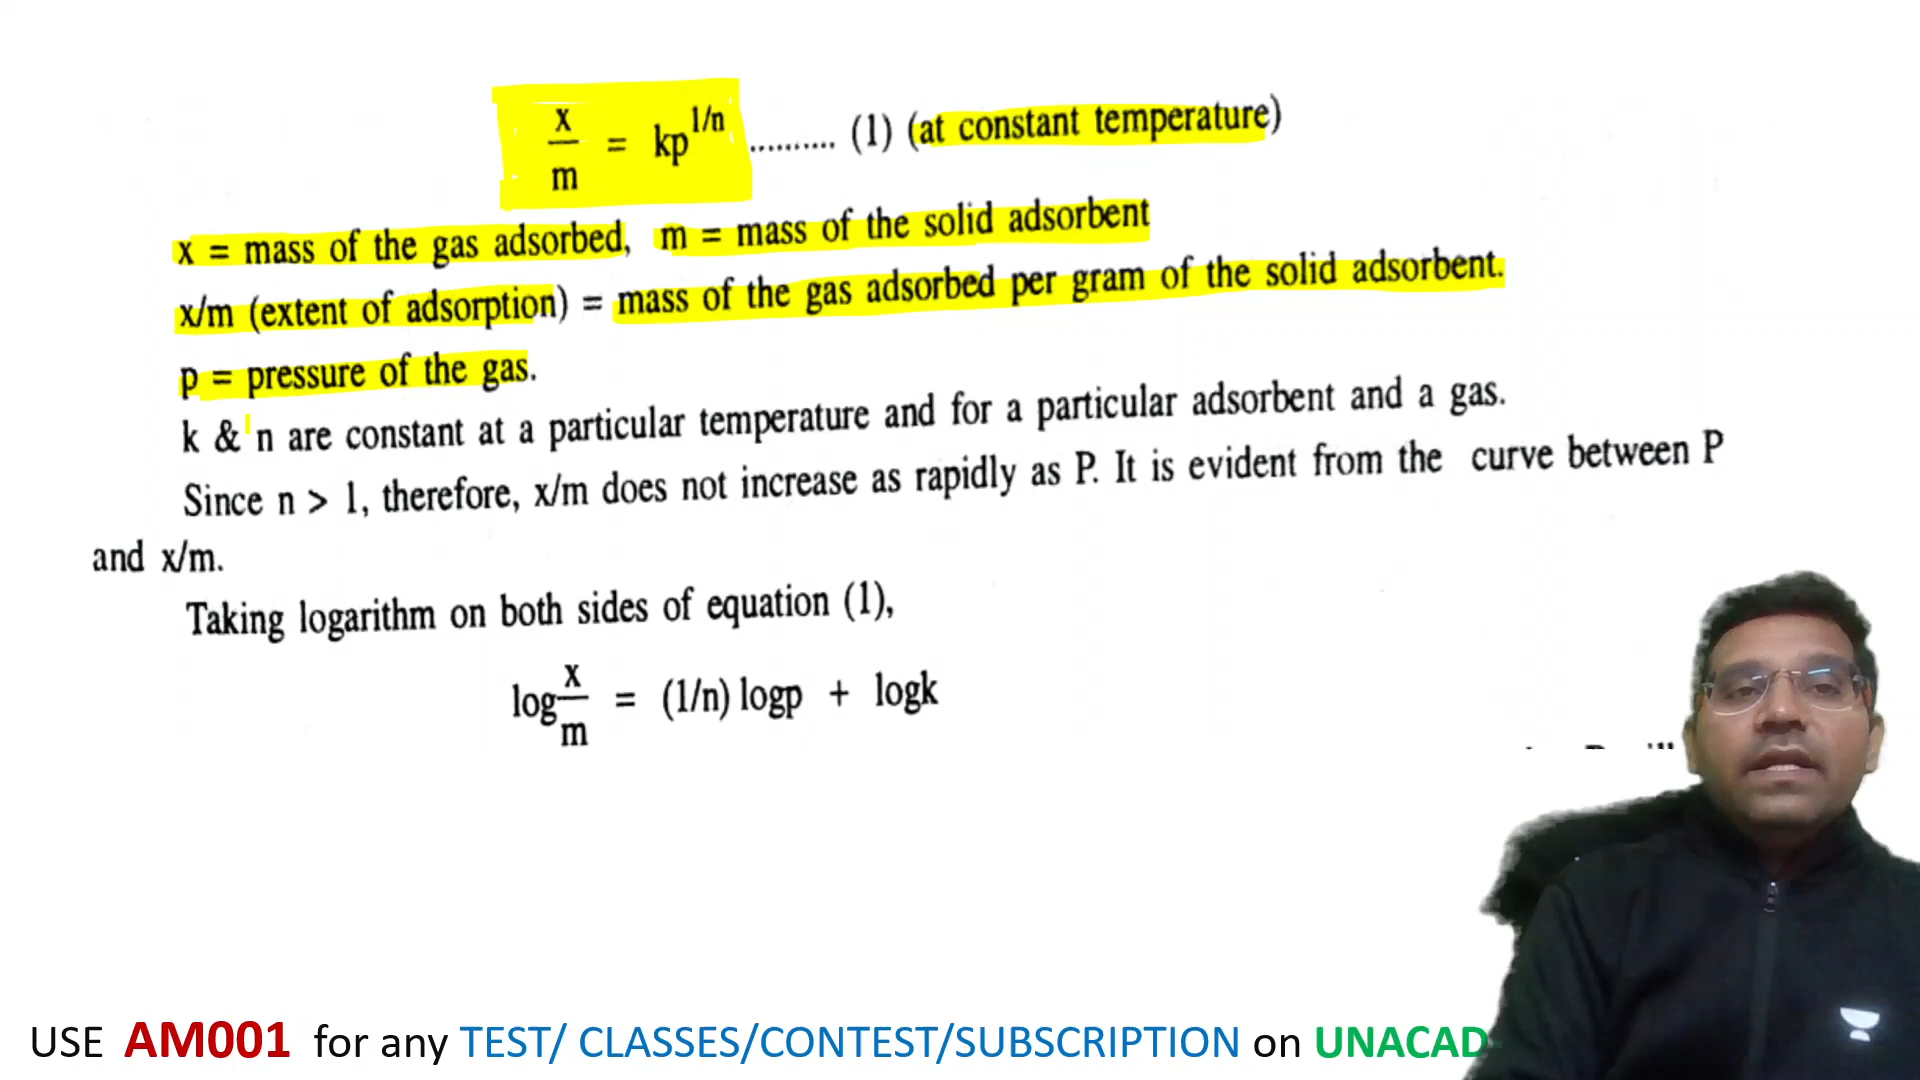 x/m = kp^1/n .......... (1) (at constant temperature)
x = mass of the gas adsorbed, m = mass of the solid adsorbent
x/m (extent of adsorption) = mass of the gas adsorbed per gram of the solid adsorbent.
p = pressure of the gas.
k & n are constant at a particular temperature and for a particular adsorbent and a gas.
Since n > 1, therefore, x/m does not increase as rapidly as P. It is evident from the curve between P
and x/m.
Taking logarithm on both sides of equation (1),
log x/m = (1/n) logp + logk
USE AM001 for any TEST/ CLASSES/CONTEST/SUBSCRIPTION on UNACAD